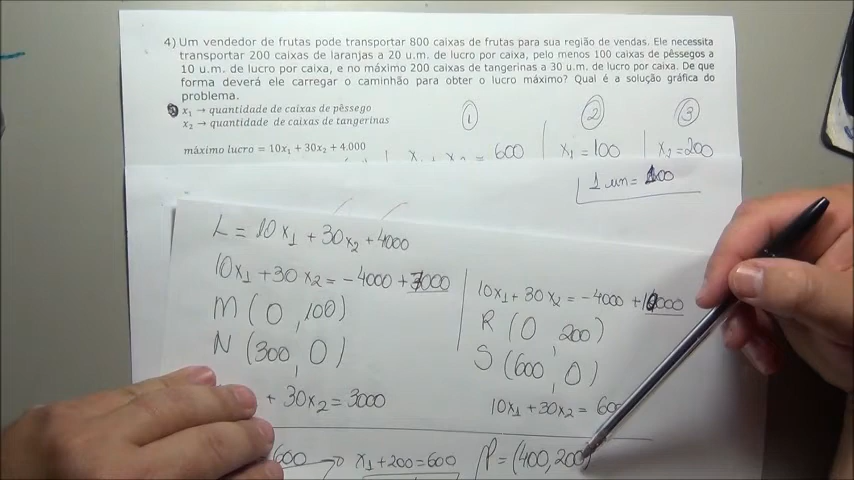 4) Um vendedor de frutas pode transportar 800 caixas de frutas para sua região de vendas. Ele necessita
transportar 200 caixas de laranjas a 20 u.m. de lucro por caixa, pelo menos 100 caixas de pêssegos a
10 u.m. de lucro por caixa, e no máximo 200 caixas de tangerinas a 30 u.m. de lucro por caixa. De que
forma deverá ele carregar o caminhão para obter o lucro máximo? Qual é a solução gráfica do
problema.
x₁ → quantidade de caixas de pêssego
x₂ → quantidade de caixas de tangerinas
① ② ③
máximo lucro = 10x₁ + 30x₂ + 4.000
x₁ + x₂ = 600
x₁ = 100
x₂ = 200
1 un = 100
L = 10x₁ + 30x₂ + 4000
10x₁ + 30x₂ = -4000 + 7000
M (0, 100)
N (300, 0)
+ 30x₂ = 3000
10x₁ + 30x₂ = -4000 + 10000
R (0, 200)
S (600, 0)
10x₁ + 30x₂ = 600
600
x₁ + 200 = 600
P = (400, 200)